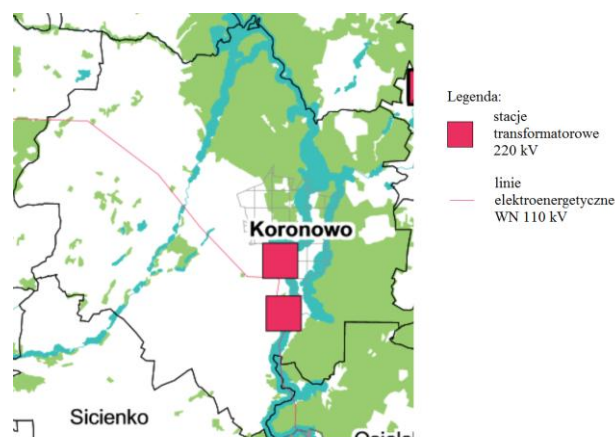 Koronowo
Sicienko
Legenda:
stacje
transformatorowe
220 kV
linie
elektroenergetyczne
WN 110 kV